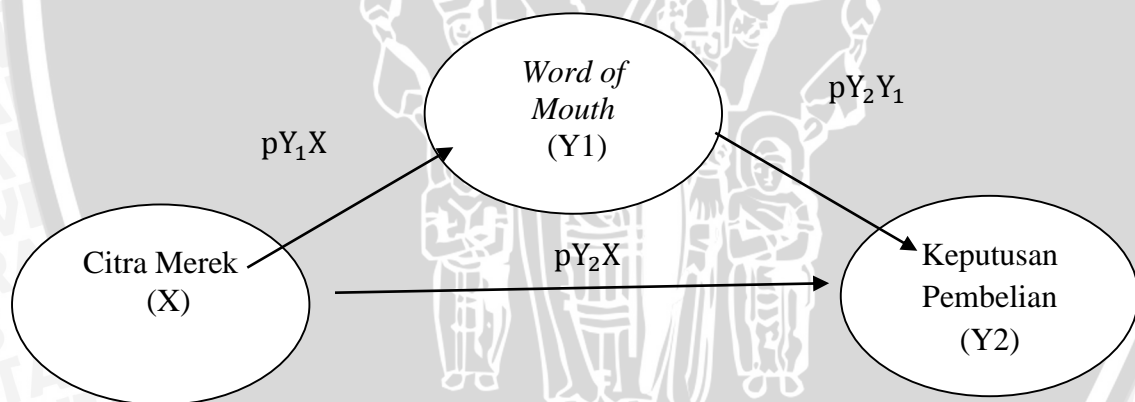 Word of
Mouth
(Y1)
pY₂Y₁
pY₁X
Citra Merek
(X)
pY₂X
Keputusan
Pembelian
(Y2)